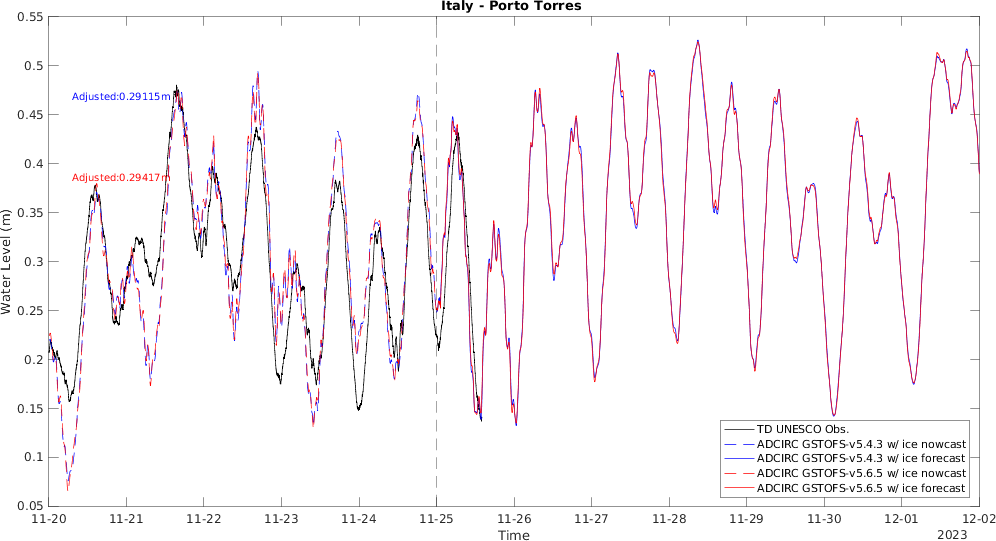 Italy - Porto Torres
0.55
0.5
0.45
0.4
0.35
0.3
0.25
0.2
0.15
0.1
0.05
Water Level (m)
Adjusted:0.29115m
Adjusted:0.29417m
TD UNESCO Obs.
ADCIRC GSTOFS-v5.4.3 w/ ice nowcast
ADCIRC GSTOFS-v5.4.3 w/ ice forecast
ADCIRC GSTOFS-v5.6.5 w/ ice nowcast
ADCIRC GSTOFS-v5.6.5 w/ ice forecast
11-20 11-21 11-22 11-23 11-24 11-25 11-26 11-27 11-28 11-29 11-30 12-01 12-02
Time
2023